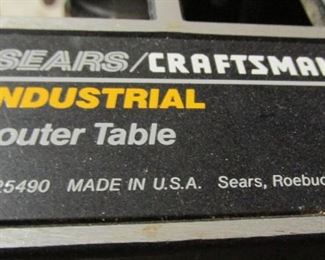 SEARS/CRAFTSMAN
INDUSTRIAL
outer Table
25490 MADE IN U.S.A. Sears, Roebuc